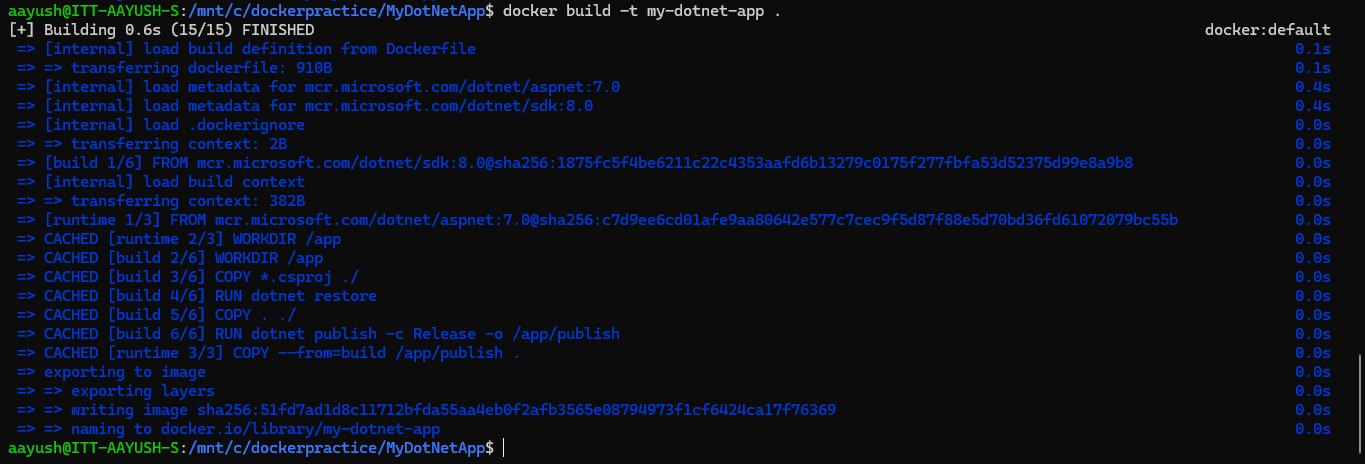 aayush@ITT-AAYUSH-S:/mnt/c/dockerpractice/MyDotNetApp$ docker build -t my-dotnet-app .
[+] Building 0.6s (15/15) FINISHED docker:default
=> [internal] load build definition from Dockerfile 0.1s
=> => transferring dockerfile: 910B 0.1s
=> [internal] load metadata for mcr.microsoft.com/dotnet/aspnet:7.0 0.4s
=> [internal] load metadata for mcr.microsoft.com/dotnet/sdk:8.0 0.4s
=> [internal] load .dockerignore 0.0s
=> => transferring context: 2B 0.0s
=> [build 1/6] FROM mcr.microsoft.com/dotnet/sdk:8.0@sha256:1875fc5f4be6211c22c4353aafd6b13279c0175f277fbfa53d52375d99e8a9b8 0.0s
=> [internal] load build context 0.0s
=> => transferring context: 382B 0.0s
=> [runtime 1/3] FROM mcr.microsoft.com/dotnet/aspnet:7.0@sha256:c7d9ee6cd01afe9aa80642e577c7cec9f5d87f88e5d70bd36fd61072079bc55b 0.0s
=> CACHED [runtime 2/3] WORKDIR /app 0.0s
=> CACHED [build 2/6] WORKDIR /app 0.0s
=> CACHED [build 3/6] COPY *.csproj ./ 0.0s
=> CACHED [build 4/6] RUN dotnet restore 0.0s
=> CACHED [build 5/6] COPY . ./ 0.0s
=> CACHED [build 6/6] RUN dotnet publish -c Release -o /app/publish 0.0s
=> CACHED [runtime 3/3] COPY --from=build /app/publish . 0.0s
=> exporting to image 0.0s
=> => exporting layers 0.0s
=> => writing image sha256:51fd7ad1d8c11712bfda55aa4eb0f2afb3565e08794973f1cf6424ca17f76369 0.0s
=> => naming to docker.io/library/my-dotnet-app 0.0s
aayush@ITT-AAYUSH-S:/mnt/c/dockerpractice/MyDotNetApp$